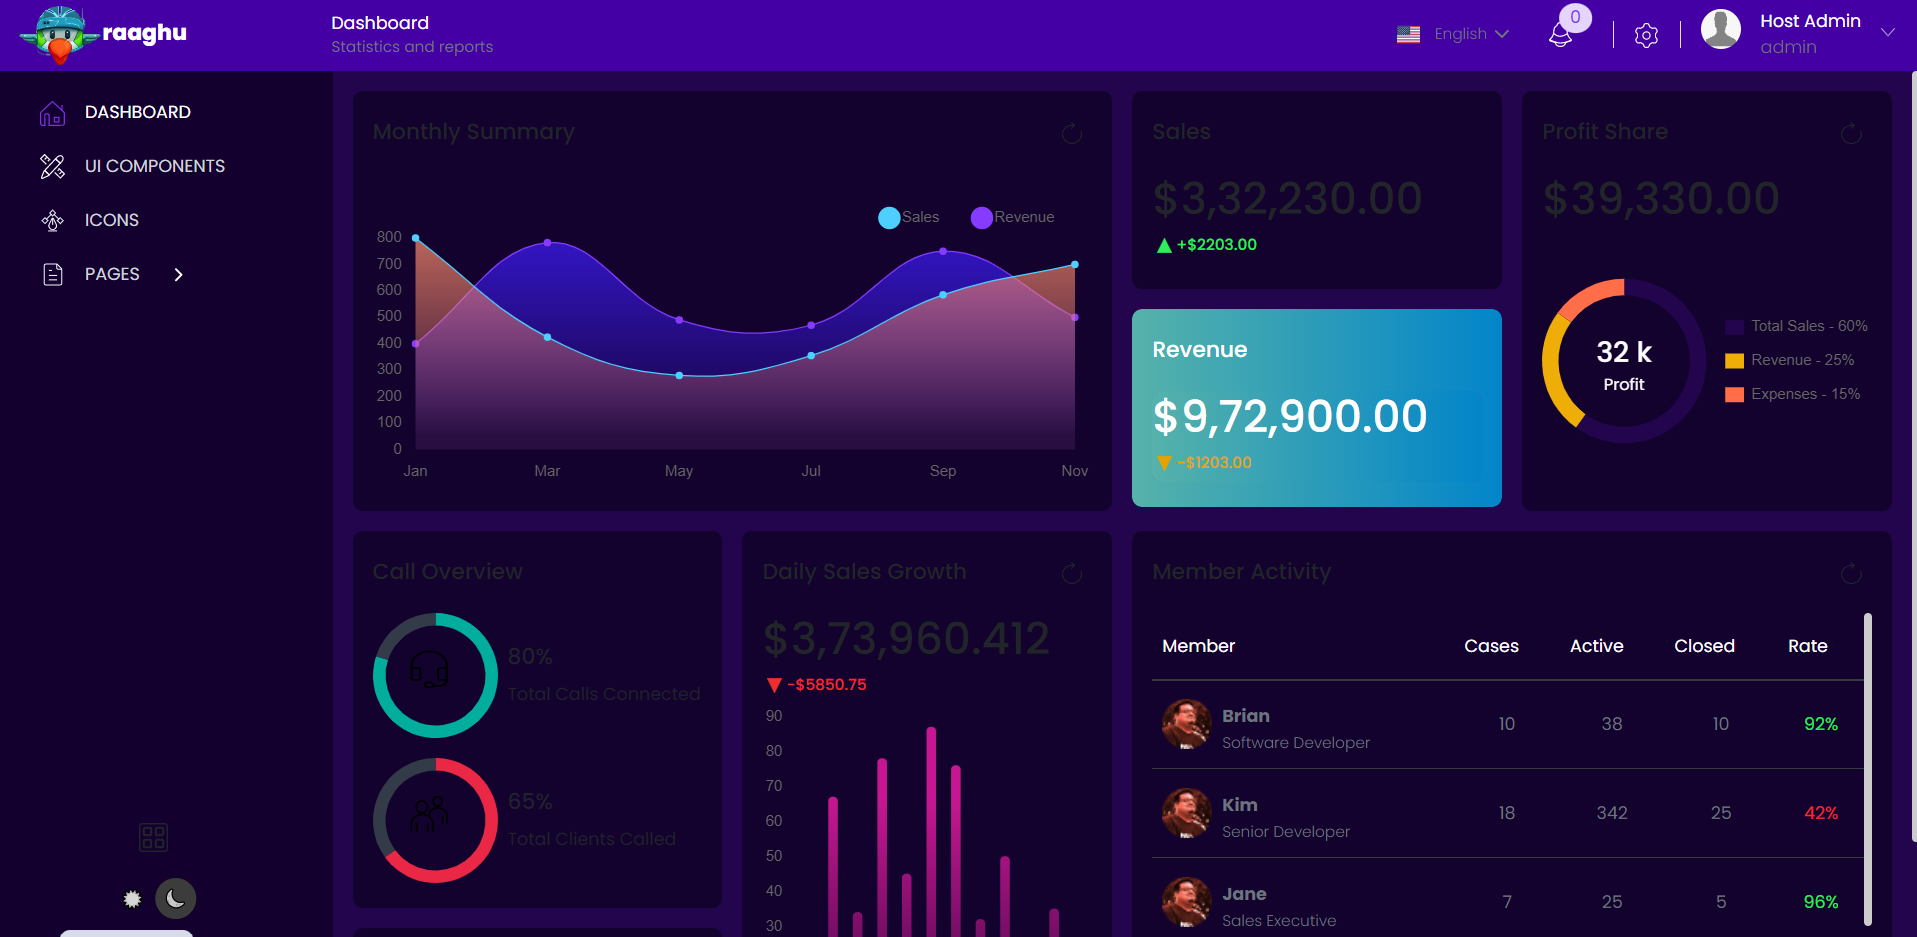 raaghu
Dashboard
Statistics and reports
English
0
Host Admin
admin
DASHBOARD
UI COMPONENTS
ICONS
PAGES
Monthly Summary
Sales
Revenue
800
700
600
500
400
300
200
100
0
Jan Mar May Jul Sep Nov
Sales
$3,32,230.00
+$2203.00
Revenue
$9,72,900.00
-$1203.00
Profit Share
$39,330.00
32 k
Profit
Total Sales - 60%
Revenue - 25%
Expenses - 15%
Call Overview
80%
Total Calls Connected
65%
Total Clients Called
Daily Sales Growth
$3,73,960.412
-$5850.75
90
80
70
60
50
40
30
Member Activity
Member Cases Active Closed Rate
Brian
Software Developer
10 38 10 92%
Kim
Senior Developer
18 342 25 42%
Jane
Sales Executive
7 25 5 96%